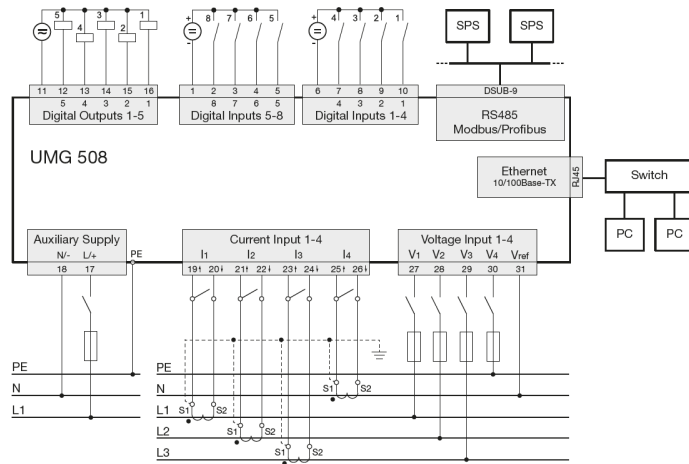 5 4 3 2 1
+ 8 7 6 5
-
+ 4 3 2 1
-
SPS SPS
11 12 13 14 15 16
5 4 3 2 1
Digital Outputs 1-5
1 2 3 4 5
8 7 6 5
Digital Inputs 5-8
6 7 8 9 10
4 3 2 1
Digital Inputs 1-4
DSUB-9
RS485
Modbus/Profibus
UMG 508
Ethernet
10/100Base-TX
RJ45
Switch
PC PC
Auxiliary Supply
N/- L/+
18 17
PE
Current Input 1-4
I1 I2 I3 I4
19 20 21 22 23 24 25 26
Voltage Input 1-4
V1 V2 V3 V4 Vref
27 28 29 30 31
PE
N
L1
PE
N
L1
L2
L3
S1 S2
S1 S2
S1 S2
S1 S2